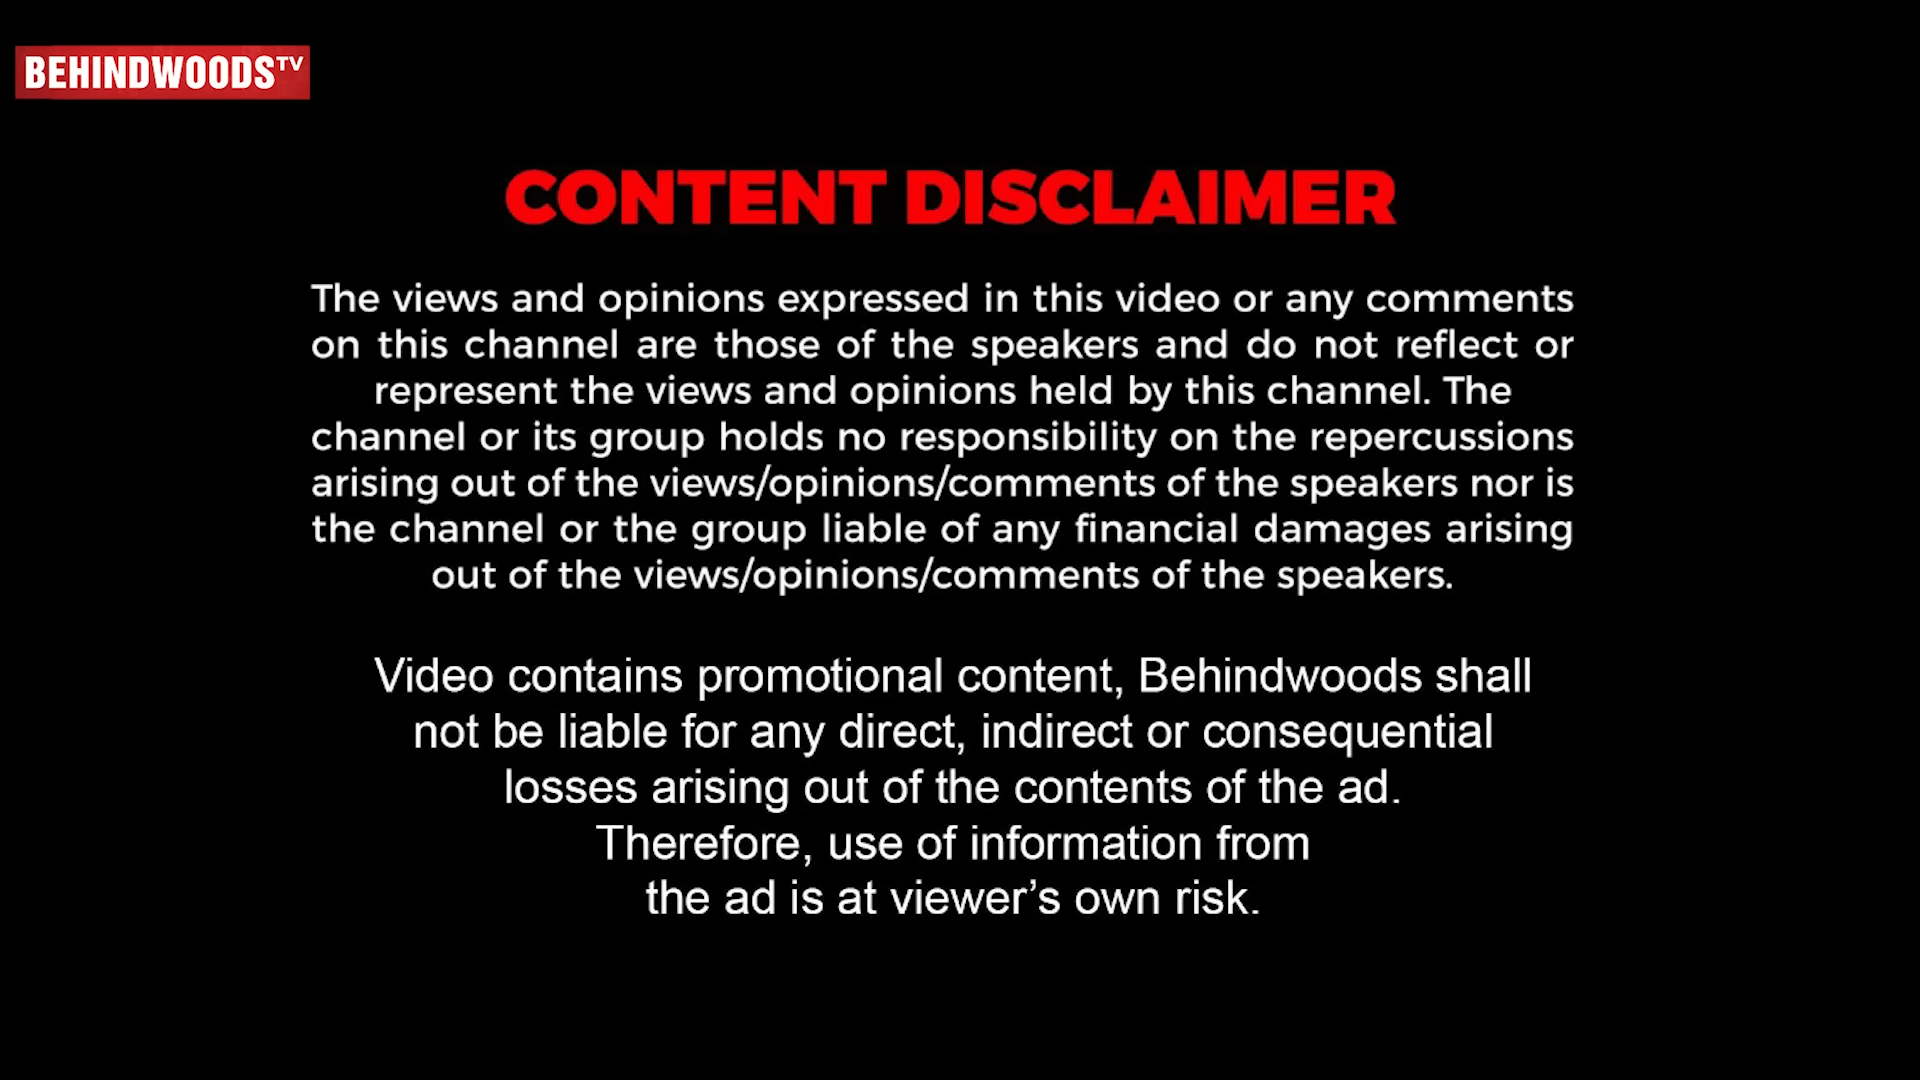 BEHINDWOODSTV
CONTENT DISCLAIMER
The views and opinions expressed in this video or any comments
on this channel are those of the speakers and do not reflect or
represent the views and opinions held by this channel. The
channel or its group holds no responsibility on the repercussions
arising out of the views/opinions/comments of the speakers nor is
the channel or the group liable of any financial damages arising
out of the views/opinions/comments of the speakers.
Video contains promotional content, Behindwoods shall
not be liable for any direct, indirect or consequential
losses arising out of the contents of the ad.
Therefore, use of information from
the ad is at viewer’s own risk.